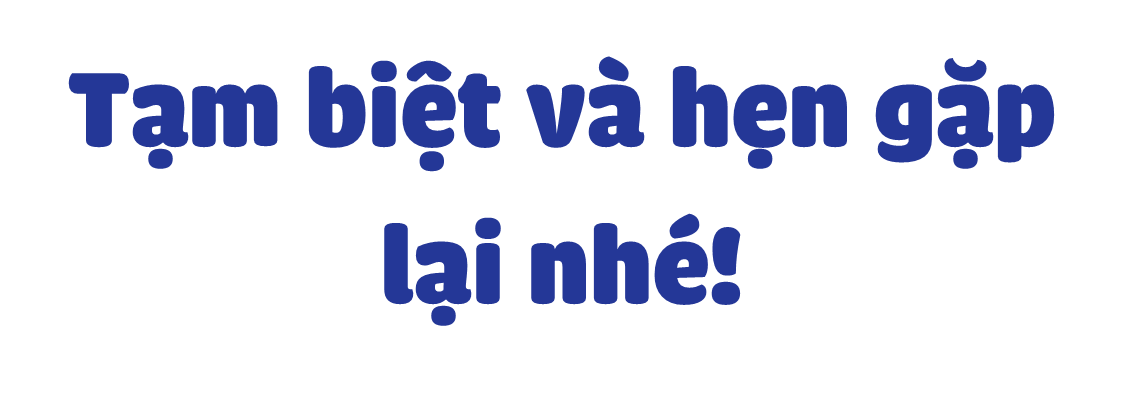 Tạm biệt và hẹn gặp
lại nhé!